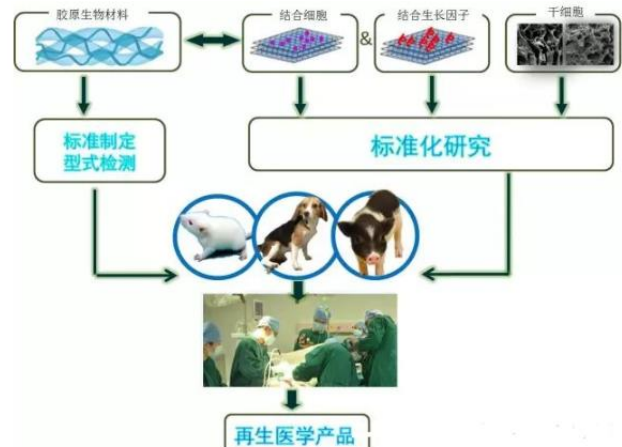 胶原生物材料
结合细胞
&
结合生长因子
干细胞
标准制定
型式检测
标准化研究
再生医学产品